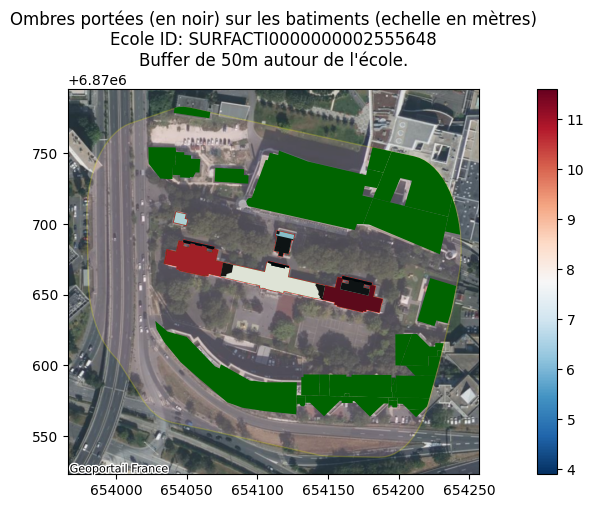 Ombres portées (en noir) sur les batiments (echelle en mètres)
Ecole ID: SURFACTI0000000002555648
Buffer de 50m autour de l'école.
+6.87e6
750
700
650
600
550
654000 654050 654100 654150 654200 654250
Geoportail France
11
10
9
8
7
6
5
4